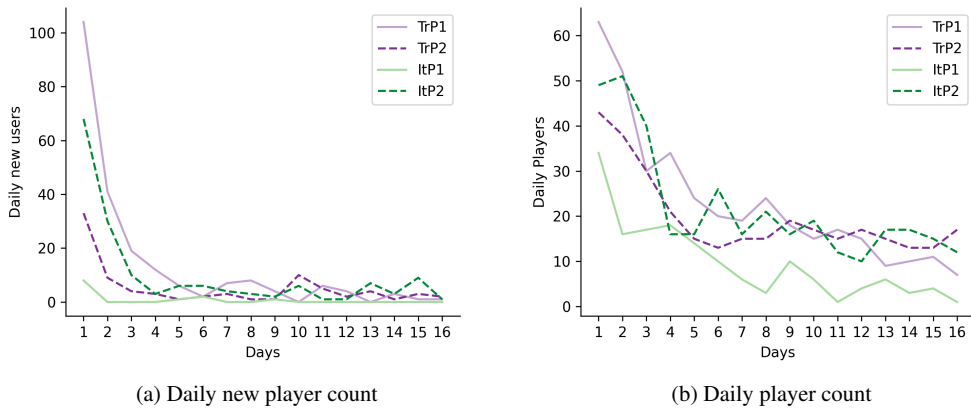 TrP1
TrP2
ItP1
ItP2
100
80
60
40
20
0
Daily new users
1 2 3 4 5 6 7 8 9 10 11 12 13 14 15 16
Days
(a) Daily new player count
TrP1
TrP2
ItP1
ItP2
60
50
40
30
20
10
0
Daily Players
1 2 3 4 5 6 7 8 9 10 11 12 13 14 15 16
Days
(b) Daily player count